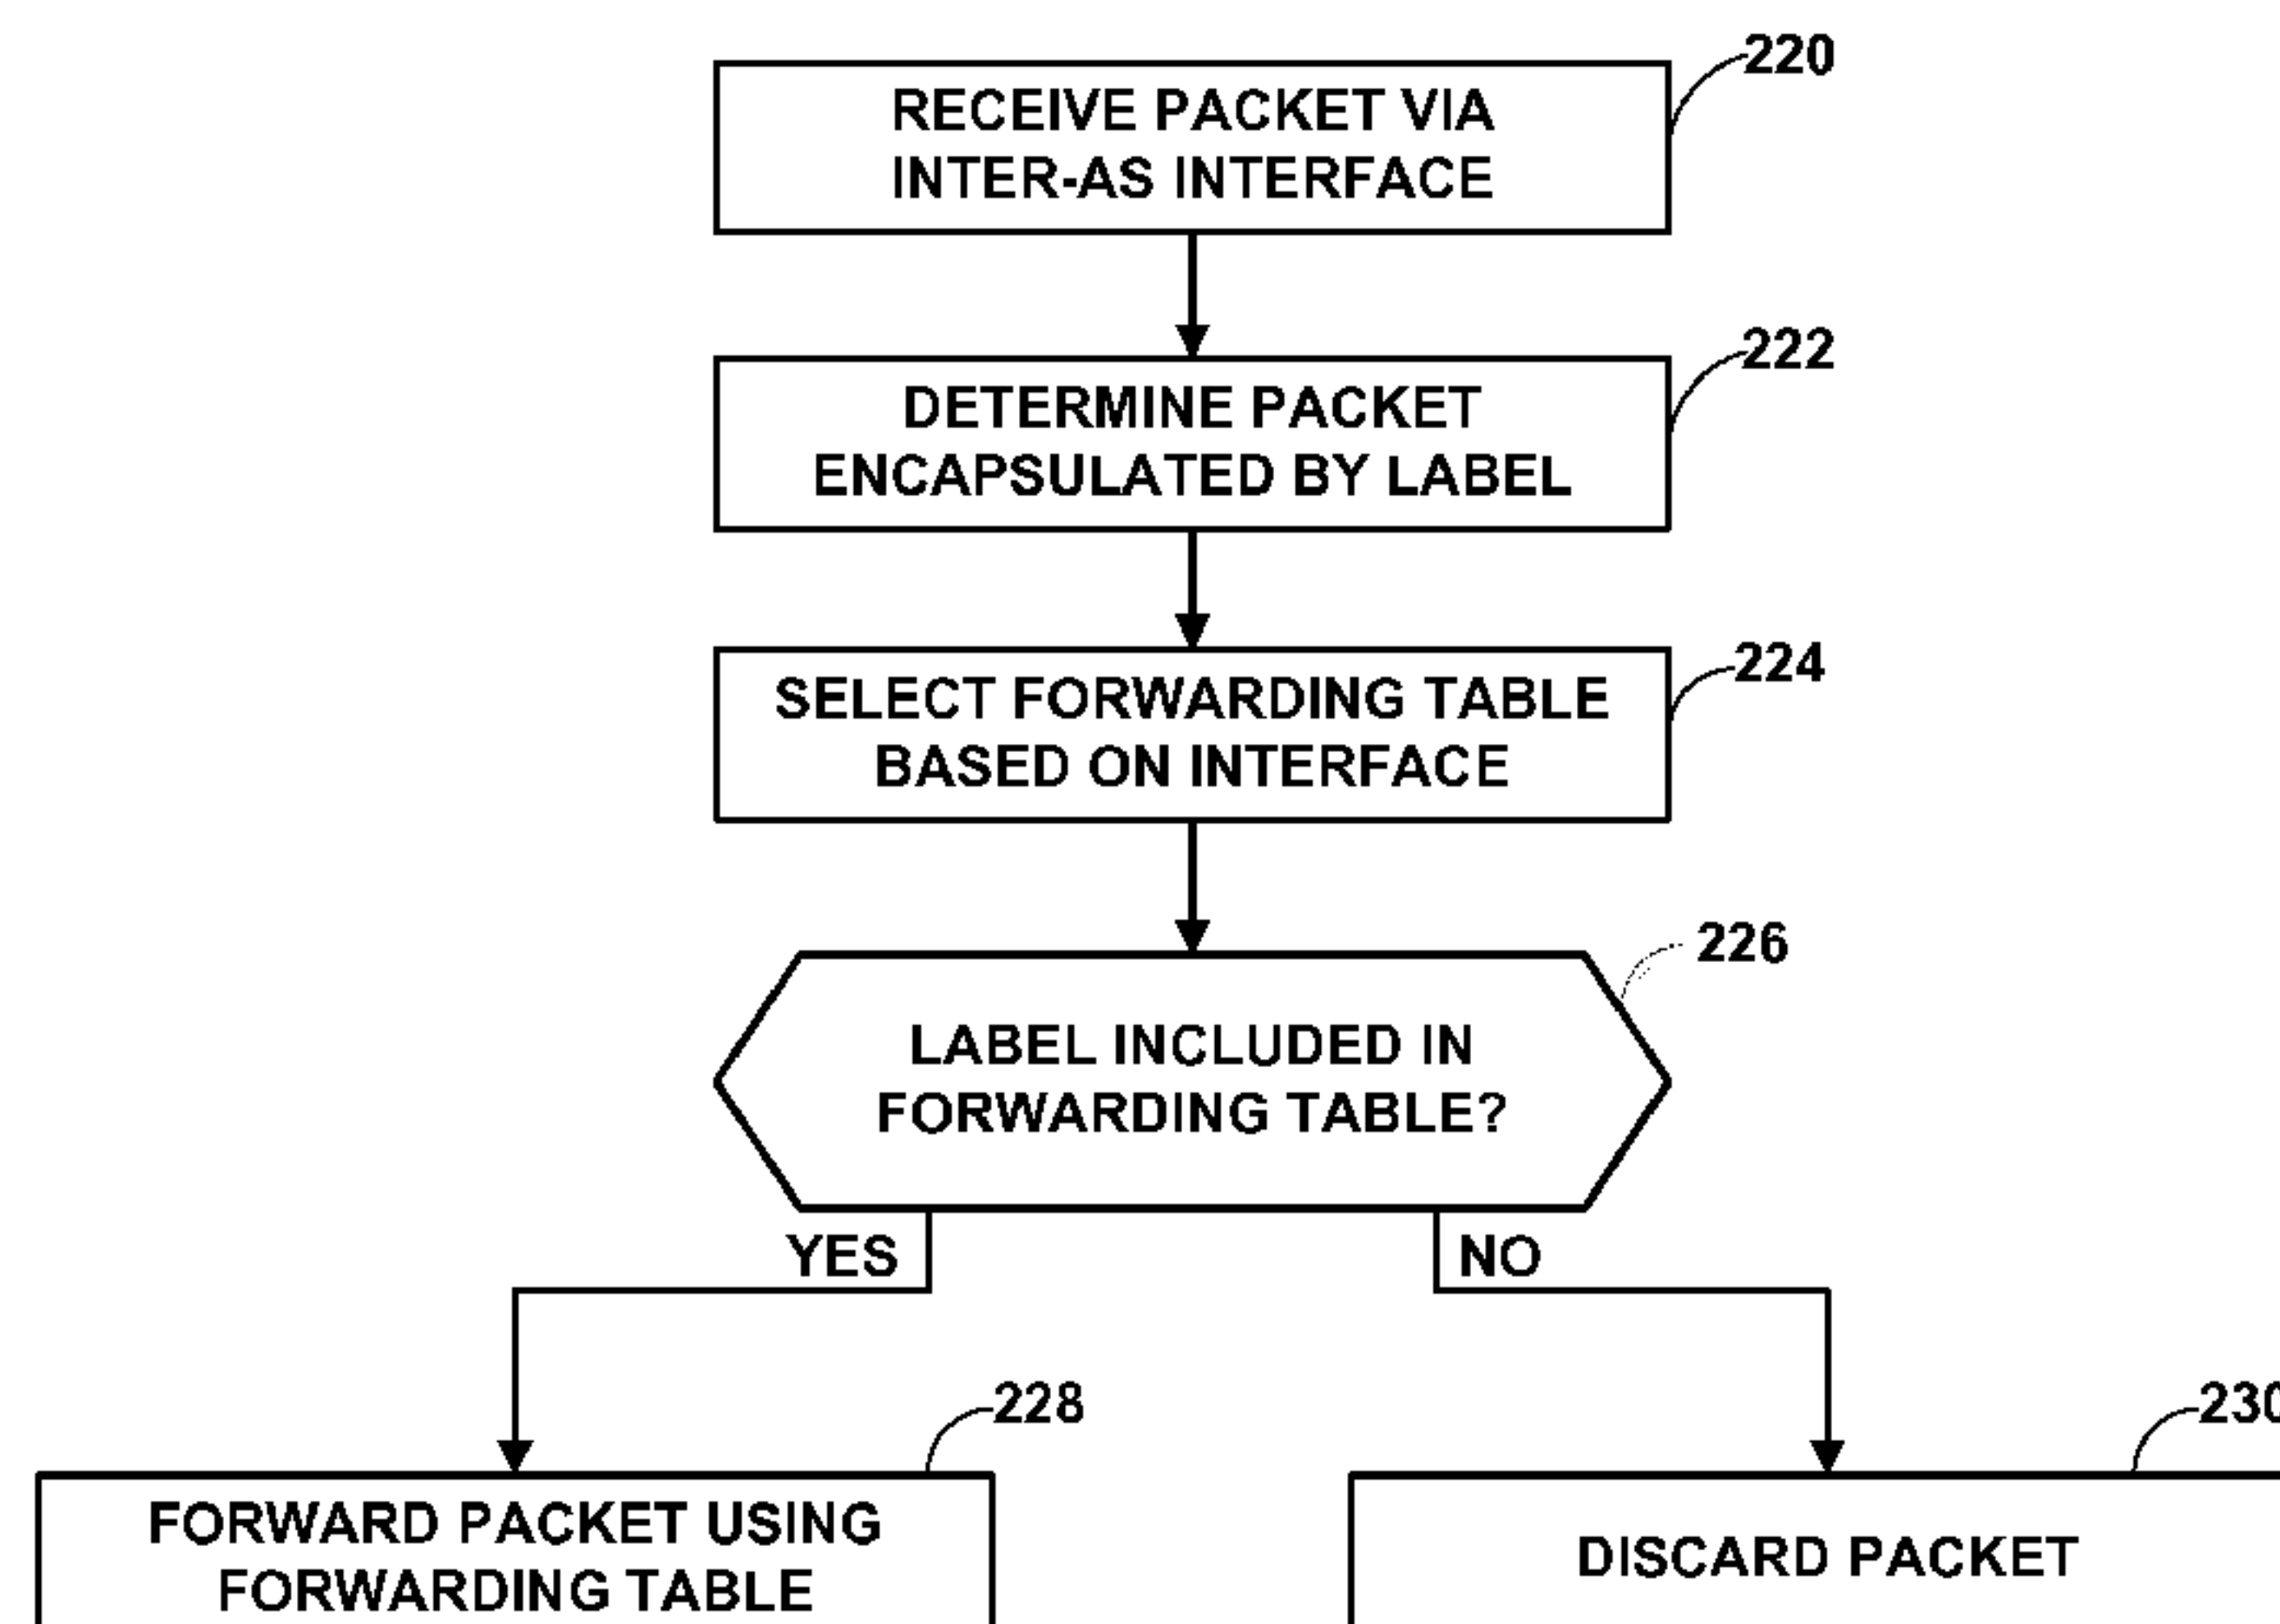 220
RECEIVE PACKET VIA
INTER-AS INTERFACE
222
DETERMINE PACKET
ENCAPSULATED BY LABEL
224
SELECT FORWARDING TABLE
BASED ON INTERFACE
226
LABEL INCLUDED IN
FORWARDING TABLE?
YES
NO
228
230
FORWARD PACKET USING
FORWARDING TABLE
DISCARD PACKET